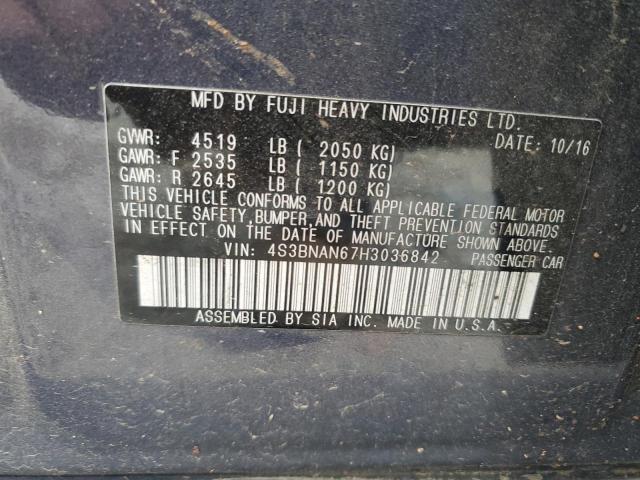 MFD BY FUJI HEAVY INDUSTRIES LTD.
GVWR: 4519 LB ( 2050 KG) DATE: 10/16
GAWR: F 2535 LB ( 1150 KG)
GAWR: R 2645 LB ( 1200 KG)
THIS VEHICLE CONFORMS TO ALL APPLICABLE FEDERAL MOTOR
VEHICLE SAFETY, BUMPER, AND THEFT PREVENTION STANDARDS
IN EFFECT ON THE DATE OF MANUFACTURE SHOWN ABOVE.
VIN: 4S3BNAN67H3036842 PASSENGER CAR
ASSEMBLED BY SIA INC. MADE IN U.S.A.